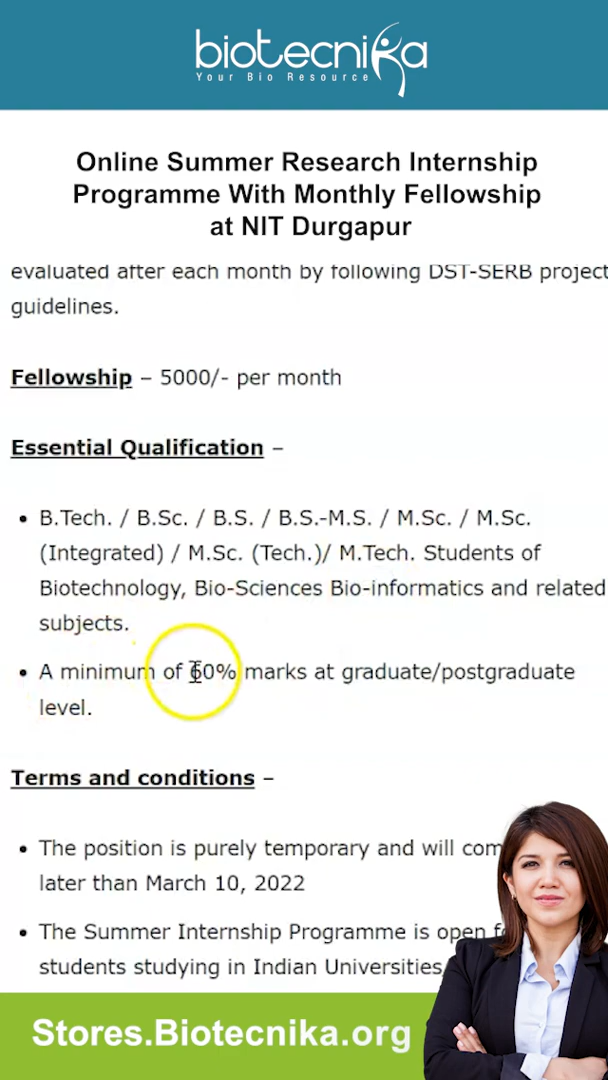 biotecnika
Your Bio Resource
Online Summer Research Internship
Programme With Monthly Fellowship
at NIT Durgapur
evaluated after each month by following DST-SERB project
guidelines.
Fellowship – 5000/- per month
Essential Qualification –
• B.Tech. / B.Sc. / B.S. / B.S.-M.S. / M.Sc. / M.Sc.
(Integrated) / M.Sc. (Tech.)/ M.Tech. Students of
Biotechnology, Bio-Sciences Bio-informatics and related
subjects.
• A minimum of 60% marks at graduate/postgraduate
level.
Terms and conditions –
• The position is purely temporary and will
later than March 10, 2022
• The Summer Internship Programme is open
students studying in Indian Universities
Stores.Biotecnika.org